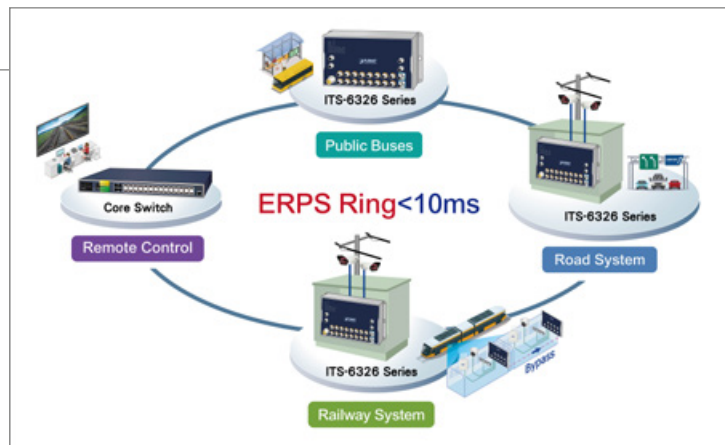 ITS-6326 Series
Public Buses
ITS-6326 Series
Road System
Core Switch
Remote Control
ERPS Ring<10ms
ITS-6326 Series
Railway System
Bypass